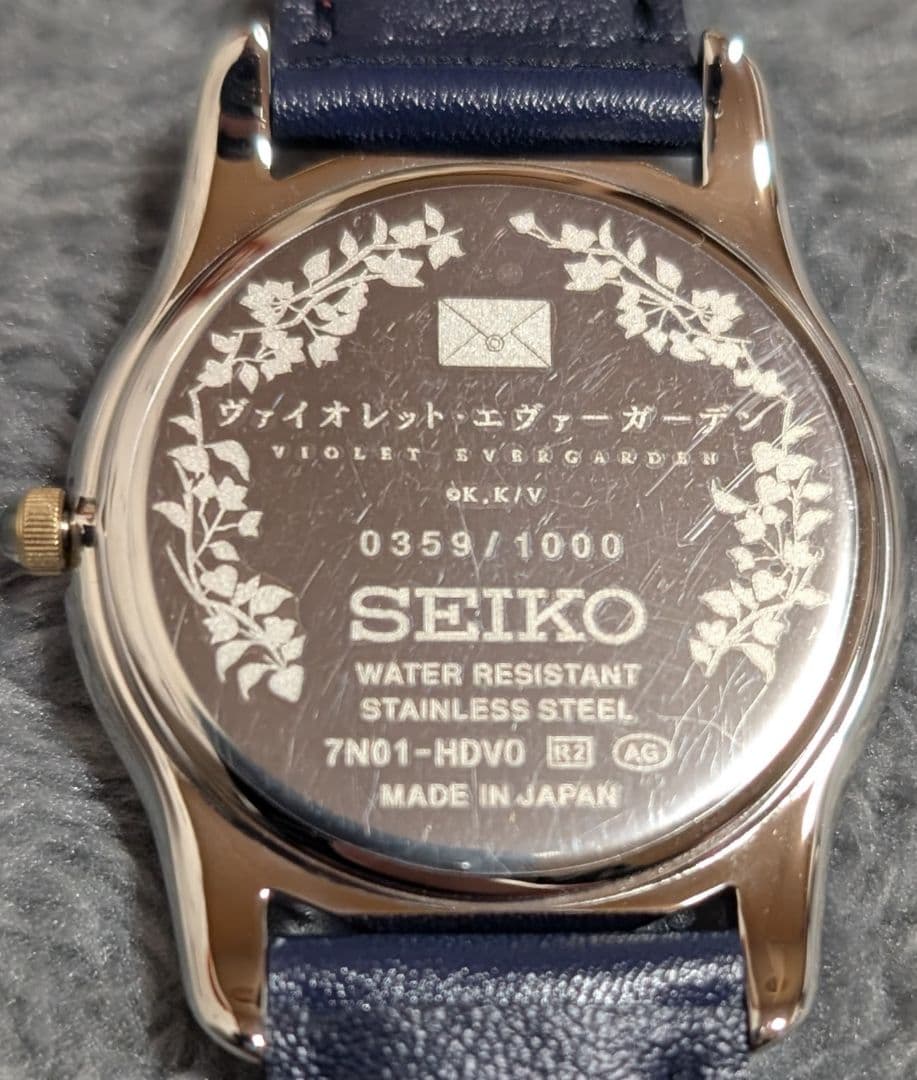 ヴァイオレット・エヴァーガーデン
VIOLET EVERGARDEN
©K.K/V
0359/1000
SEIKO
WATER RESISTANT
STAINLESS STEEL
7N01-HDV0 R2 AG
MADE IN JAPAN